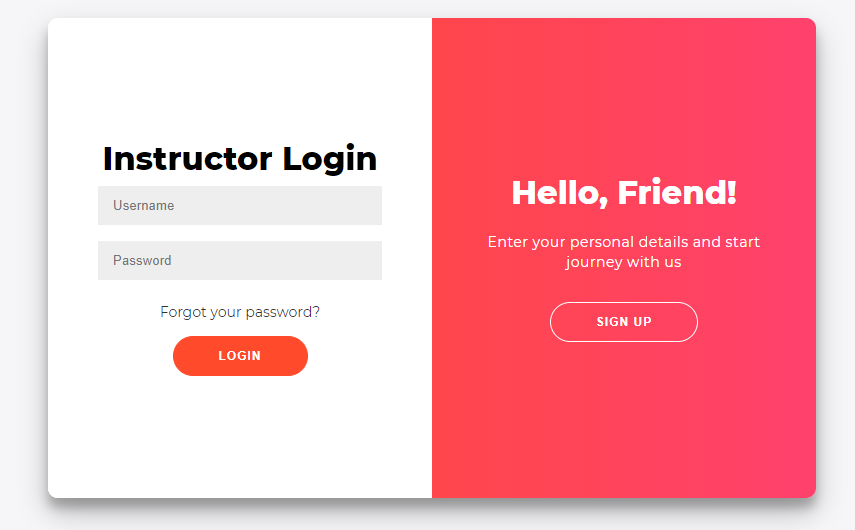 Instructor Login
Username
Password
Forgot your password?
LOGIN
Hello, Friend!
Enter your personal details and start
journey with us
SIGN UP